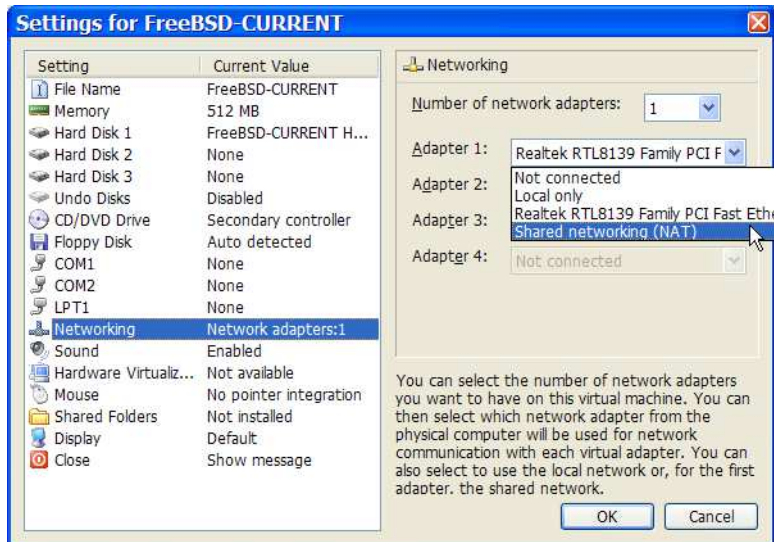 Settings for FreeBSD-CURRENT
Setting Current Value
File Name FreeBSD-CURRENT
Memory 512 MB
Hard Disk 1 FreeBSD-CURRENT H...
Hard Disk 2 None
Hard Disk 3 None
Undo Disks Disabled
CD/DVD Drive Secondary controller
Floppy Disk Auto detected
COM1 None
COM2 None
LPT1 None
Networking Network adapters:1
Sound Enabled
Hardware Virtualiz... Not available
Mouse No pointer integration
Shared Folders Not installed
Display Default
Close Show message
Networking
Number of network adapters: 1
Adapter 1: Realtek RTL8139 Family PCI F
Not connected
Adapter 2:
Local only
Realtek RTL8139 Family PCI Fast Ethe
Adapter 3:
Shared networking (NAT)
Adapter 4: Not connected
You can select the number of network adapters
you want to have on this virtual machine. You can
then select which network adapter from the
physical computer will be used for network
communication with each virtual adapter. You can
also select to use the local network or, for the first
adapter, the shared network.
OK Cancel